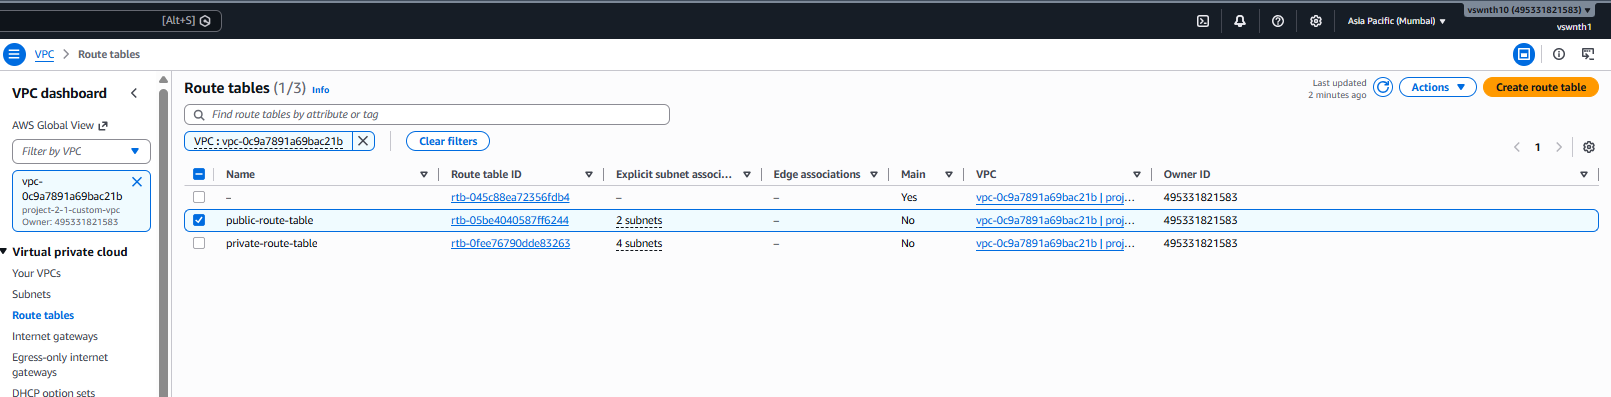 [Alt+S]
Asia Pacific (Mumbai)
vswnth10 (495331821583)
vswnth1
VPC
Route tables
VPC dashboard
AWS Global View
Filter by VPC
vpc-
0c9a7891a69bac21b
project-2-1-custom-vpc
Owner: 495331821583
Virtual private cloud
Your VPCs
Subnets
Route tables
Internet gateways
Egress-only internet
gateways
DHCP option sets
Route tables (1/3) Info
Last updated
2 minutes ago
Actions
Create route table
Find route tables by attribute or tag
VPC : vpc-0c9a7891a69bac21b
Clear filters
1
Name Route table ID Explicit subnet associ... Edge associations Main VPC Owner ID
– rtb-045c88ea72356fdb4 – – Yes vpc-0c9a7891a69bac21b | proj... 495331821583
public-route-table rtb-05be4040587ff6244 2 subnets – No vpc-0c9a7891a69bac21b | proj... 495331821583
private-route-table rtb-0fee76790dde83263 4 subnets – No vpc-0c9a7891a69bac21b | proj... 495331821583